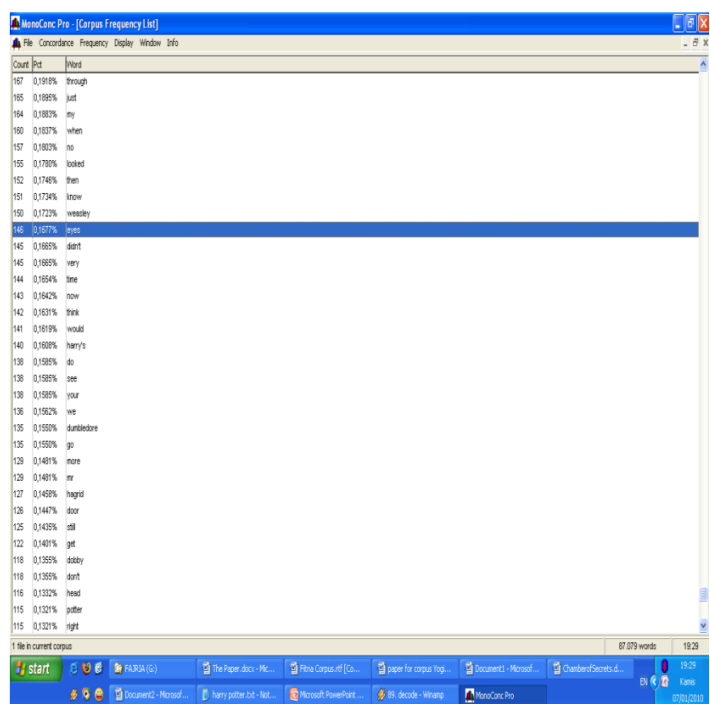 MonoConc Pro - [Corpus Frequency List]
File Concordance Frequency Display Window Info
Count Pct Word
167 0,1918% through
165 0,1895% just
164 0,1883% my
160 0,1837% when
157 0,1803% no
155 0,1780% looked
152 0,1746% then
151 0,1734% know
150 0,1723% weasley
146 0,1677% eyes
145 0,1665% didn't
145 0,1665% very
144 0,1654% time
143 0,1642% now
142 0,1631% think
141 0,1619% would
140 0,1608% harry's
138 0,1585% do
138 0,1585% see
138 0,1585% your
136 0,1562% we
135 0,1550% dumbledore
135 0,1550% go
129 0,1481% more
129 0,1481% mr
127 0,1458% hagrid
126 0,1447% door
125 0,1435% still
122 0,1401% get
118 0,1355% dobby
118 0,1355% don't
116 0,1332% head
115 0,1321% potter
115 0,1321% right
1 file in current corpus 87.079 words 19:29
start FAJRIA (G:) The Paper.docx - Mic... Fitria Corpus.rtf [Co... paper for corpus Yogi... Document1 - Microsof... ChamberofSecrets.d... 19:29
EN Kamis
Document2 - Microsof... harry potter.txt - Not... Microsoft PowerPoint ... 89. decode - Winamp MonoConc Pro 07/01/2010